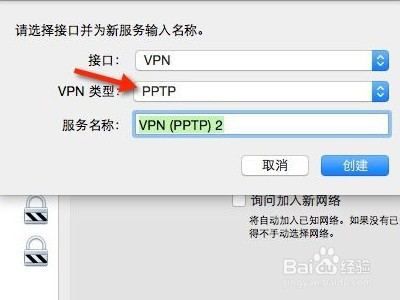 请选择接口并为新服务输入名称。
接口： VPN
VPN 类型： PPTP
服务名称： VPN (PPTP) 2
取消 创建
询问加入新网络
将自动加入已知网络。如果没有已
得不手动选择网络。
Baidu 经验